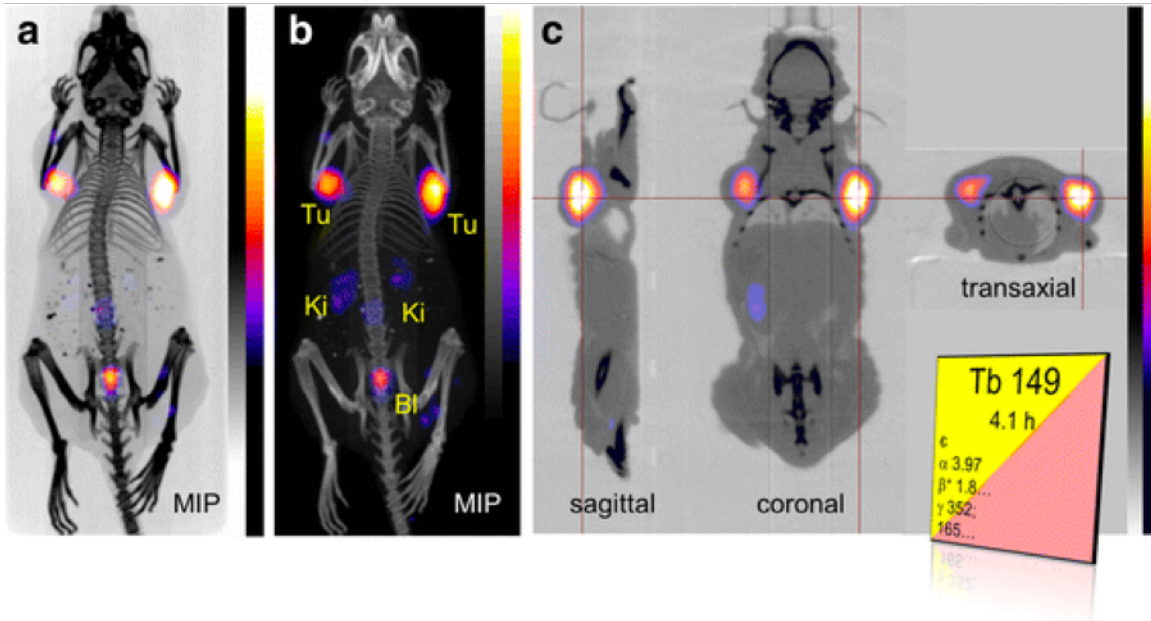 a
b
c
Tu
Tu
Ki
Ki
Bl
MIP
MIP
sagittal
coronal
transaxial
Tb 149
4.1 h
ε
α 3.97
β⁺ 1.8...
γ 352;
165...